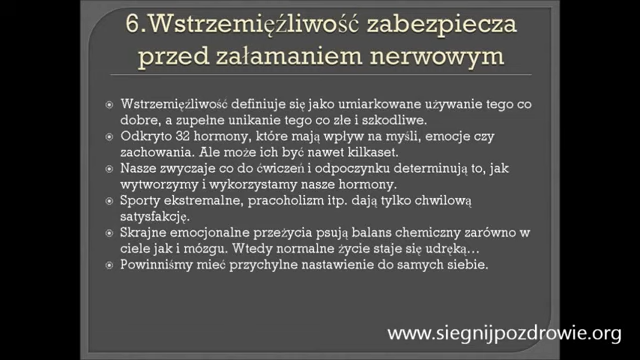 6.Wstrzemięźliwość zabezpiecza
przed załamaniem nerwowym
Wstrzemięźliwość definiuje się jako umiarkowane używanie tego co
dobre, a zupełne unikanie tego co złe i szkodliwe.
Odkryto 32 hormony, które mają wpływ na myśli, emocje czy
zachowania. Ale może ich być nawet kilkaset.
Nasze zwyczaje co do ćwiczeń i odpoczynku determinują to, jak
wytworzymy i wykorzystamy nasze hormony.
Sporty ekstremalne, pracoholizm itp. dają tylko chwilową
satysfakcję.
Skrajne emocjonalne przeżycia psują balans chemiczny zarówno w
ciele jak i mózgu. Wtedy normalne życie staje się udręką...
Powinniśmy mieć przychylne nastawienie do samych siebie.
www.siegnijpozdrowie.org